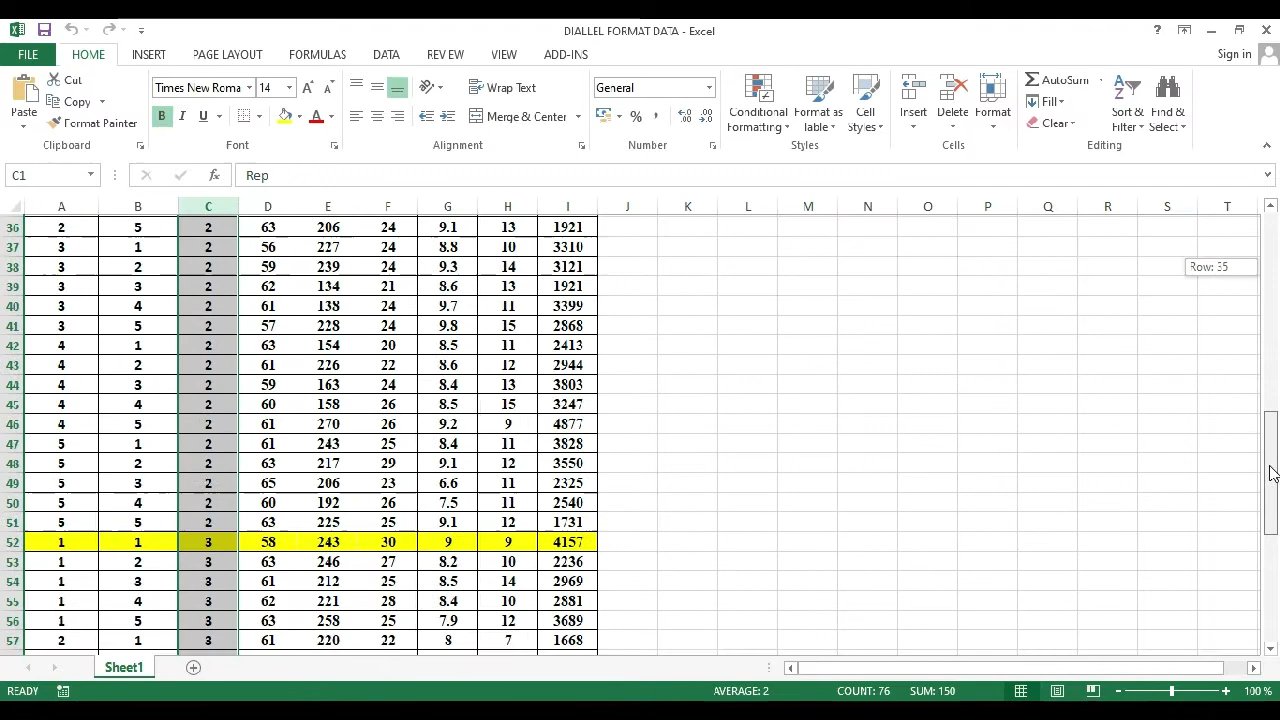 DIALLEL FORMAT DATA - Excel
FILE HOME INSERT PAGE LAYOUT FORMULAS DATA REVIEW VIEW ADD-INS Sign in
Paste Cut Copy Format Painter
Clipboard
Times New Roma 14
B I U A
Font
Wrap Text
Merge & Center
Alignment
General
% ,
Number
Conditional Formatting
Format as Table
Cell Styles
Styles
Insert Delete Format
Cells
AutoSum
Fill
Clear
Sort & Filter
Find & Select
Editing
C1 fx Rep
A B C D E F G H I J K L M N O P Q R S T
36 2 5 2 63 206 24 9.1 13 1921
37 3 1 2 56 227 24 8.8 10 3310
38 3 2 2 59 239 24 9.3 14 3121
Row: 35
39 3 3 2 62 134 21 8.6 13 1921
40 3 4 2 61 138 24 9.7 11 3399
41 3 5 2 57 228 24 9.8 15 2868
42 4 1 2 63 154 20 8.5 11 2413
43 4 2 2 61 226 22 8.6 12 2944
44 4 3 2 59 163 24 8.4 13 3803
45 4 4 2 60 158 26 8.5 15 3247
46 4 5 2 61 270 26 9.2 9 4877
47 5 1 2 61 243 25 8.4 11 3828
48 5 2 2 63 217 29 9.1 12 3550
49 5 3 2 65 206 23 6.6 11 2325
50 5 4 2 60 192 26 7.5 11 2540
51 5 5 2 63 225 25 9.1 12 1731
52 1 1 3 58 243 30 9 9 4157
53 1 2 3 63 246 27 8.2 10 2236
54 1 3 3 61 212 25 8.5 14 2969
55 1 4 3 62 221 28 8.4 10 2881
56 1 5 3 63 258 25 7.9 12 3689
57 2 1 3 61 220 22 8 7 1668
Sheet1
READY AVERAGE: 2 COUNT: 76 SUM: 150 100 %